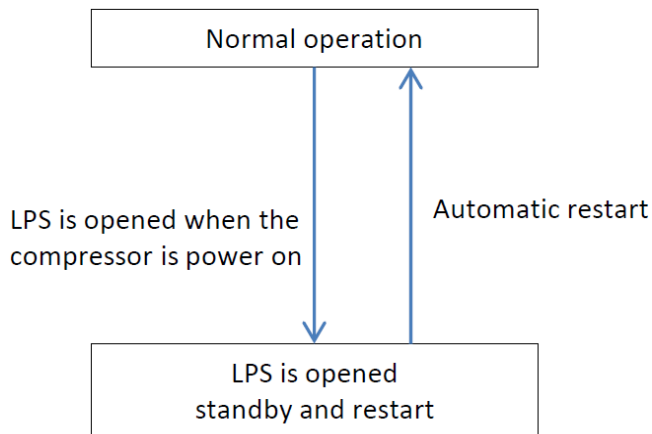 Normal operation
LPS is opened when the
compressor is power on
Automatic restart
LPS is opened
standby and restart